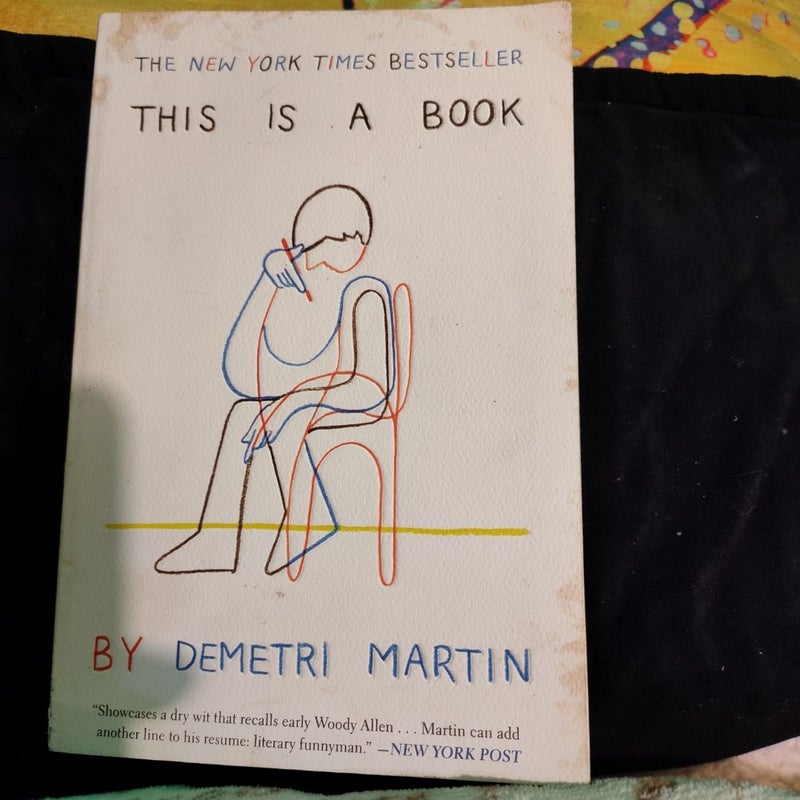 THE NEW YORK TIMES BESTSELLER
THIS IS A BOOK
BY DEMETRI MARTIN
“Showcases a dry wit that recalls early Woody Allen . . . Martin can add
another line to his resume: literary funnyman.” —NEW YORK POST